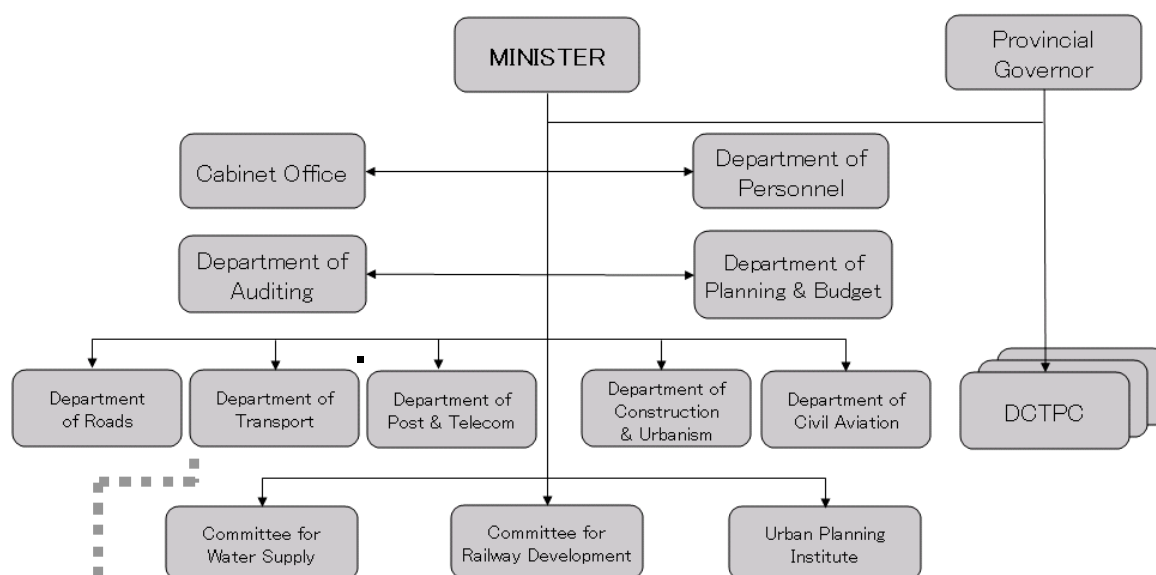 MINISTER
Provincial
Governor
Cabinet Office
Department of
Personnel
Department of
Auditing
Department of
Planning & Budget
Department
of Roads
Department of
Transport
Department of
Post & Telecom
Department of
Construction
& Urbanism
Department of
Civil Aviation
DCTPC
Committee for
Water Supply
Committee for
Railway Development
Urban Planning
Institute